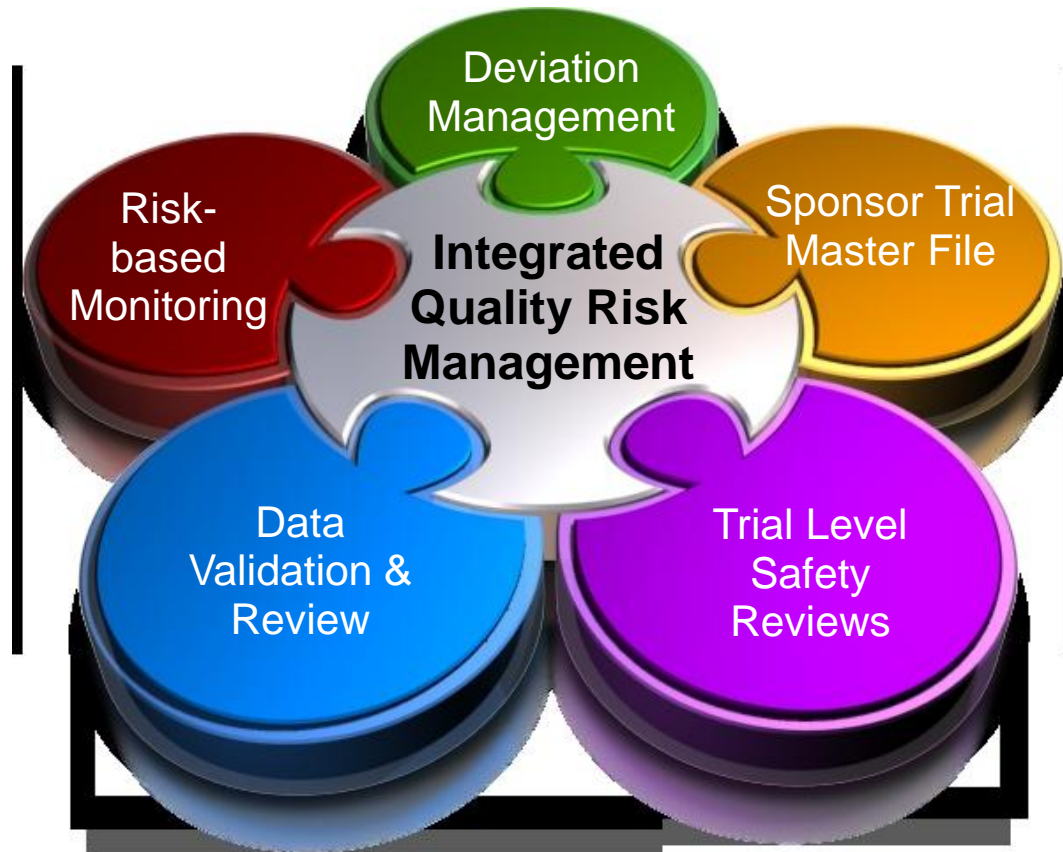 Deviation
Management
Risk-
based
Monitoring
Sponsor Trial
Master File
Integrated
Quality Risk
Management
Data
Validation &
Review
Trial Level
Safety
Reviews